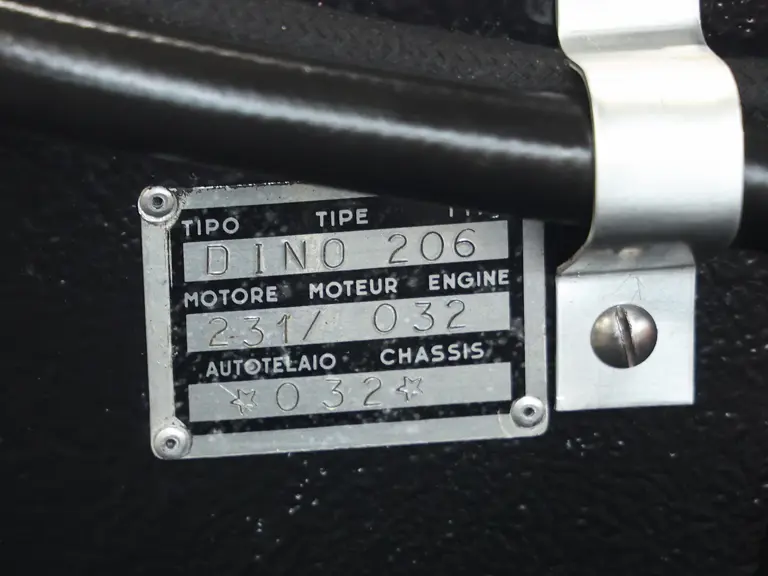 TIPO TIPE
DINO 206
MOTORE MOTEUR ENGINE
231/ 032
AUTOTELAIO CHASSIS
☆032☆